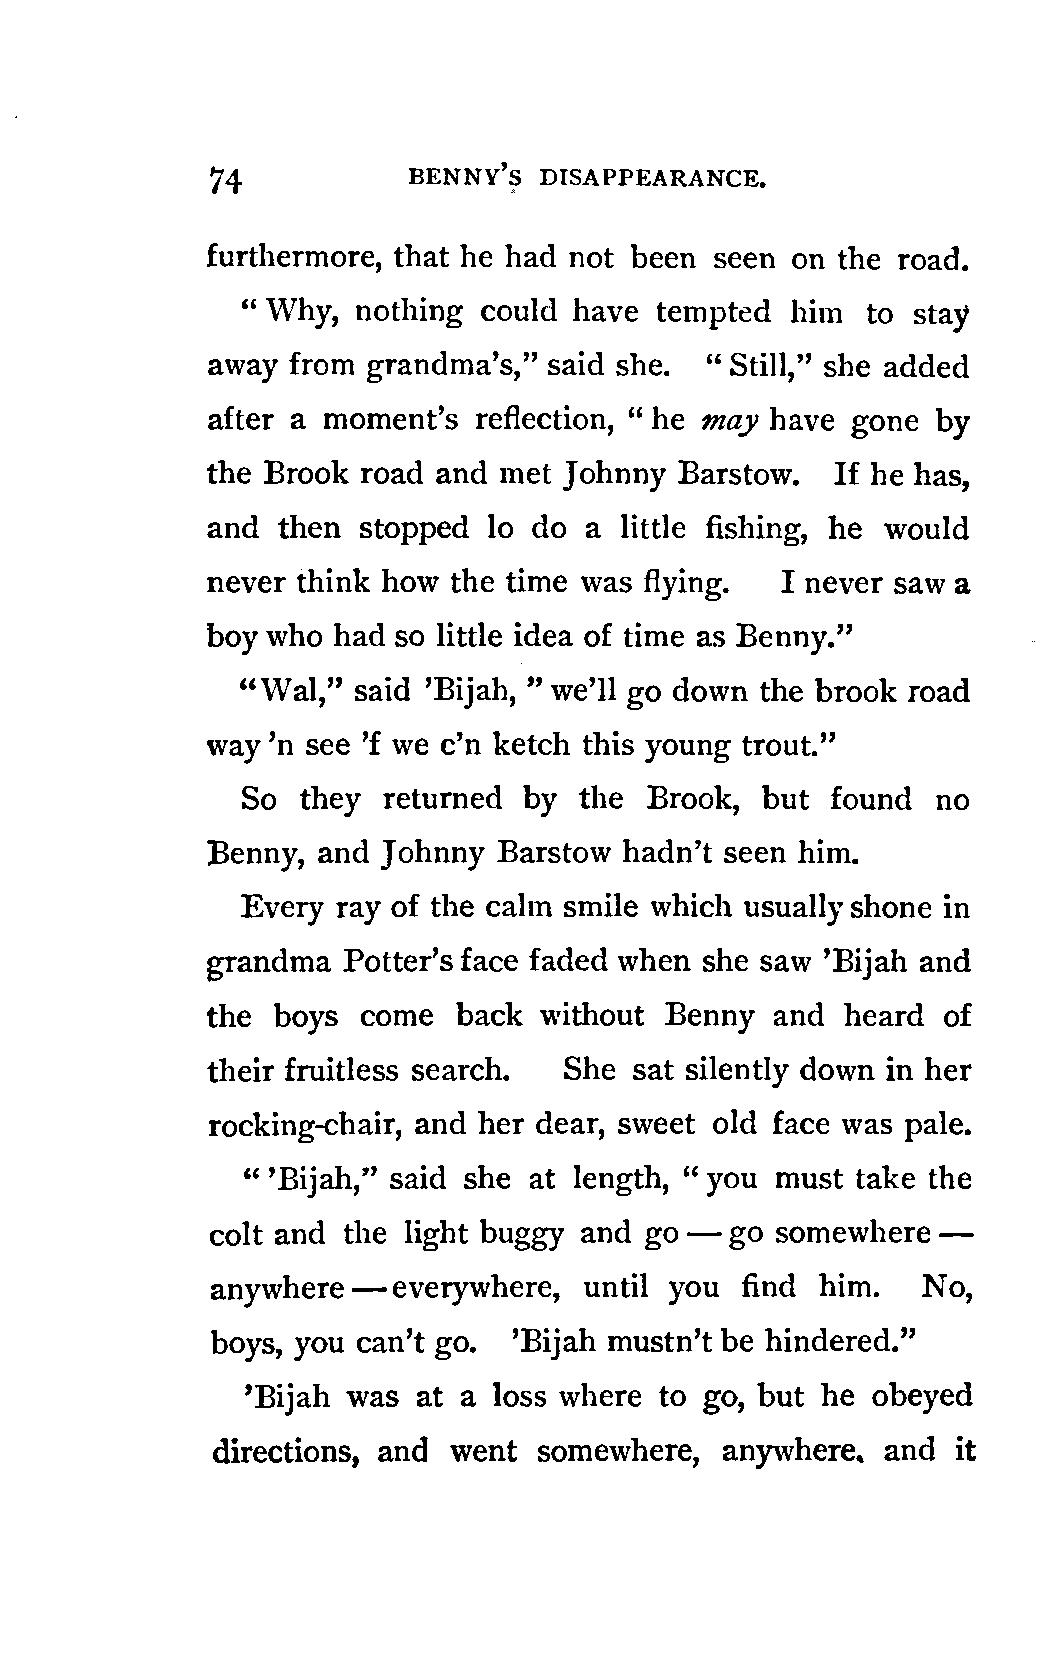 74 BENNY'S DISAPPEARANCE.
furthermore, that he had not been seen on the road.
“ Why, nothing could have tempted him to stay
away from grandma's,” said she. “ Still,” she added
after a moment's reflection, “ he may have gone by
the Brook road and met Johnny Barstow. If he has,
and then stopped lo do a little fishing, he would
never think how the time was flying. I never saw a
boy who had so little idea of time as Benny.”
“Wal,” said ’Bijah, ” we'll go down the brook road
way ’n see ’f we c’n ketch this young trout.”
So they returned by the Brook, but found no
Benny, and Johnny Barstow hadn't seen him.
Every ray of the calm smile which usually shone in
grandma Potter's face faded when she saw ’Bijah and
the boys come back without Benny and heard of
their fruitless search. She sat silently down in her
rocking-chair, and her dear, sweet old face was pale.
“ ’Bijah,” said she at length, “ you must take the
colt and the light buggy and go — go somewhere —
anywhere — everywhere, until you find him. No,
boys, you can't go. ’Bijah mustn't be hindered.”
’Bijah was at a loss where to go, but he obeyed
directions, and went somewhere, anywhere, and it